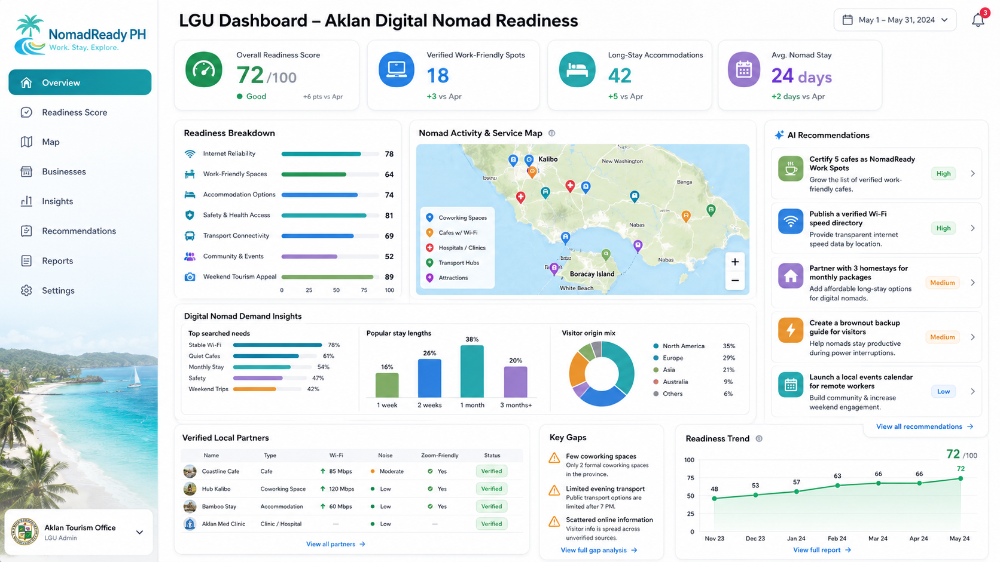 NomadReady PH
Work. Stay. Explore.
Overview
Readiness Score
Map
Businesses
Insights
Recommendations
Reports
Settings
Aklan Tourism Office
LGU Admin
LGU Dashboard – Aklan Digital Nomad Readiness
May 1 – May 31, 2024
3
Overall Readiness Score
72 /100
Good
+6 pts vs Apr
Verified Work-Friendly Spots
18
+3 vs Apr
Long-Stay Accommodations
42
+5 vs Apr
Avg. Nomad Stay
24 days
+2 days vs Apr
Readiness Breakdown
Internet Reliability 78
Work-Friendly Spaces 64
Accommodation Options 74
Safety & Health Access 81
Transport Connectivity 69
Community & Events 52
Weekend Tourism Appeal 89
0 25 50 75 100
Nomad Activity & Service Map
Kalibo
New Washington
Banga
Nabas
Nabas
Boracay Island
White Beach
Coworking Spaces
Cafes w/ Wi-Fi
Hospitals / Clinics
Transport Hubs
Attractions
+
−
AI Recommendations
Certify 5 cafes as NomadReady
Work Spots
Grow the list of verified work-
friendly cafes.
High
Publish a verified Wi-Fi
speed directory
Provide transparent internet
speed data by location.
High
Partner with 3 homestays for
monthly packages
Add affordable long-stay options
for digital nomads.
Medium
Create a brownout backup
guide for visitors
Help nomads stay productive
during power interruptions.
Medium
Launch a local events calendar
for remote workers
Build community & increase
weekend engagement.
Low
View all recommendations →
Digital Nomad Demand Insights
Top searched needs
Stable Wi-Fi 78%
Quiet Cafes 61%
Monthly Stay 54%
Safety 47%
Weekend Trips 42%
Popular stay lengths
16% 26% 38% 20%
1 week 2 weeks 1 month 3 months+
Visitor origin mix
North America 35%
Europe 29%
Asia 21%
Australia 9%
Others 6%
Verified Local Partners
Name Type Wi-Fi Noise Zoom-Friendly Status
Coastline Cafe Cafe ↑ 85 Mbps Moderate Yes Verified
Hub Kalibo Coworking Space ↑ 120 Mbps Low Yes Verified
Bamboo Stay Accommodation ↑ 60 Mbps Low Yes Verified
Aklan Med Clinic Clinic / Hospital — Low — Verified
View all partners →
Key Gaps
Few coworking spaces
Only 2 formal coworking spaces
in the province.
Limited evening transport
Public transport options are
limited after 7 PM.
Scattered online information
Visitor info is spread across
unverified sources.
View full gap analysis →
Readiness Trend
72 /100
100
75
50
25
0
48 53 57 63 66 66 72
Nov 23 Dec 23 Jan 24 Feb 24 Mar 24 Apr 24 May 24
View full report →